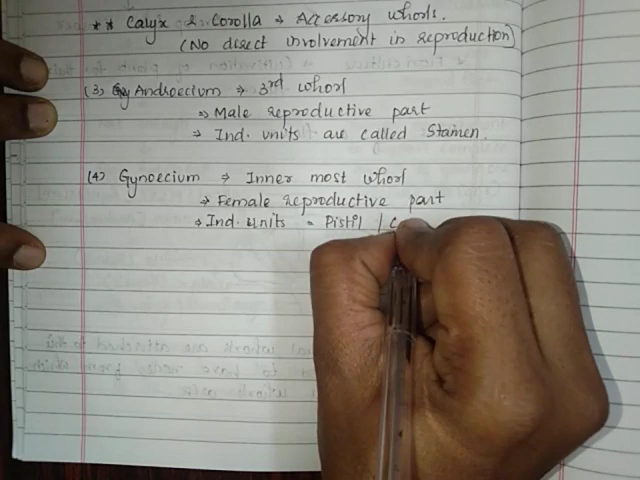 ** Calyx & Corolla → Accessory whorls.
(No direct involvement in reproduction)
(3) Androecium → 3rd whorl
→ Male reproductive part
→ Ind. units are called Stamen.
(4) Gynoecium → Inner most whorl
→ Female reproductive part
→ Ind. units = Pistil / C